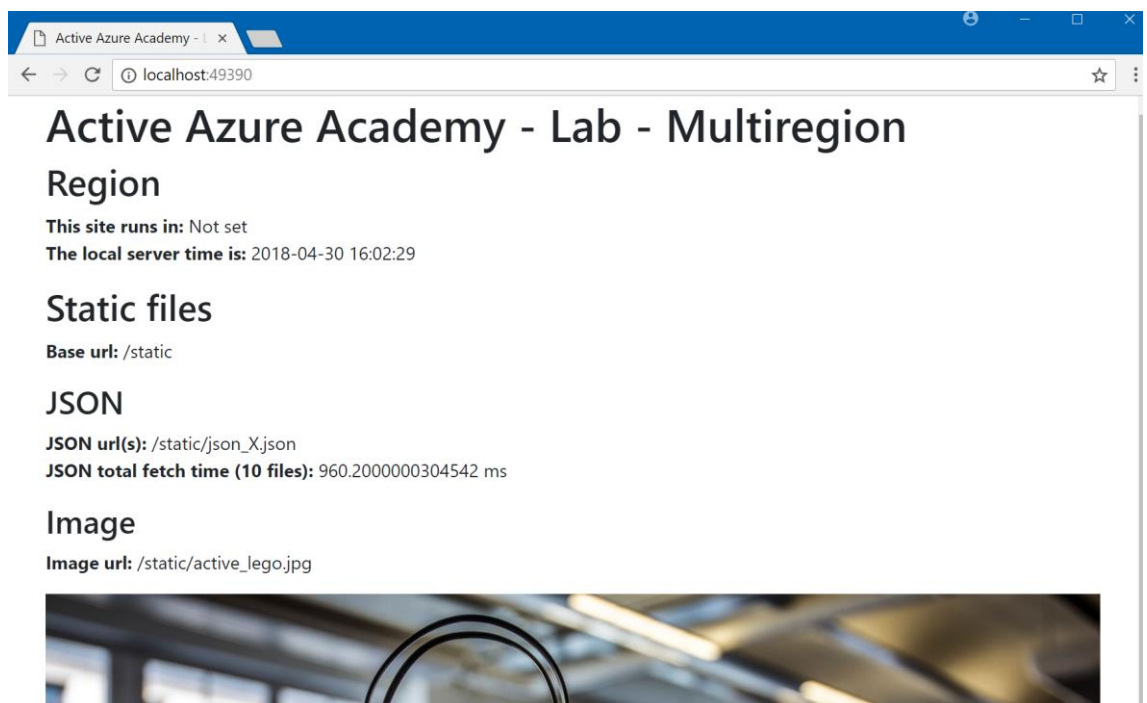 Active Azure Academy - L
localhost:49390
Active Azure Academy - Lab - Multiregion
Region
This site runs in: Not set
The local server time is: 2018-04-30 16:02:29
Static files
Base url: /static
JSON
JSON url(s): /static/json_X.json
JSON total fetch time (10 files): 960.2000000304542 ms
Image
Image url: /static/active_lego.jpg